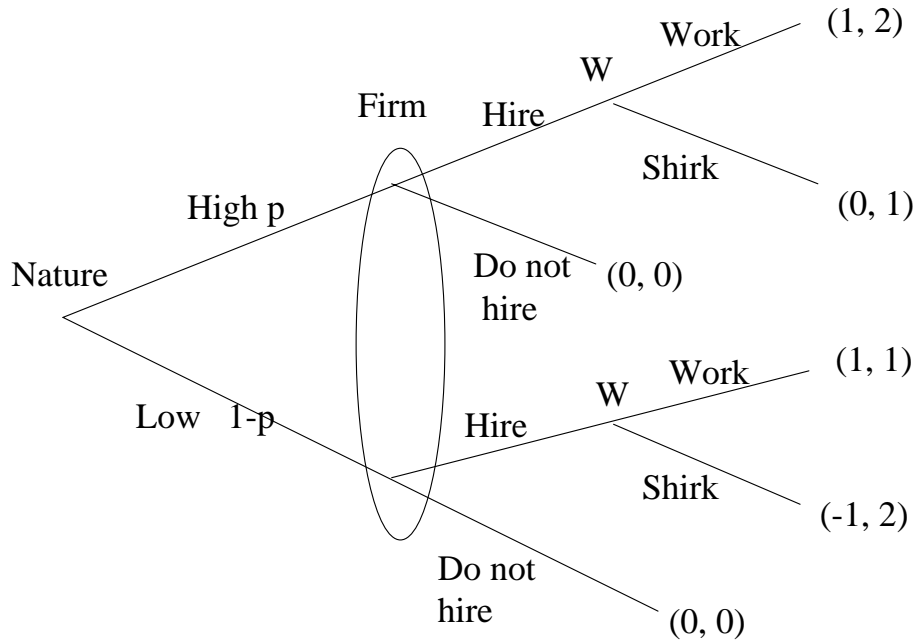 Work
(1, 2)
W
Firm
Hire
Shirk
High p
(0, 1)
Do not
hire
(0, 0)
Nature
(1, 1)
Work
W
Low 1-p
Hire
Shirk
(-1, 2)
Do not
hire
(0, 0)